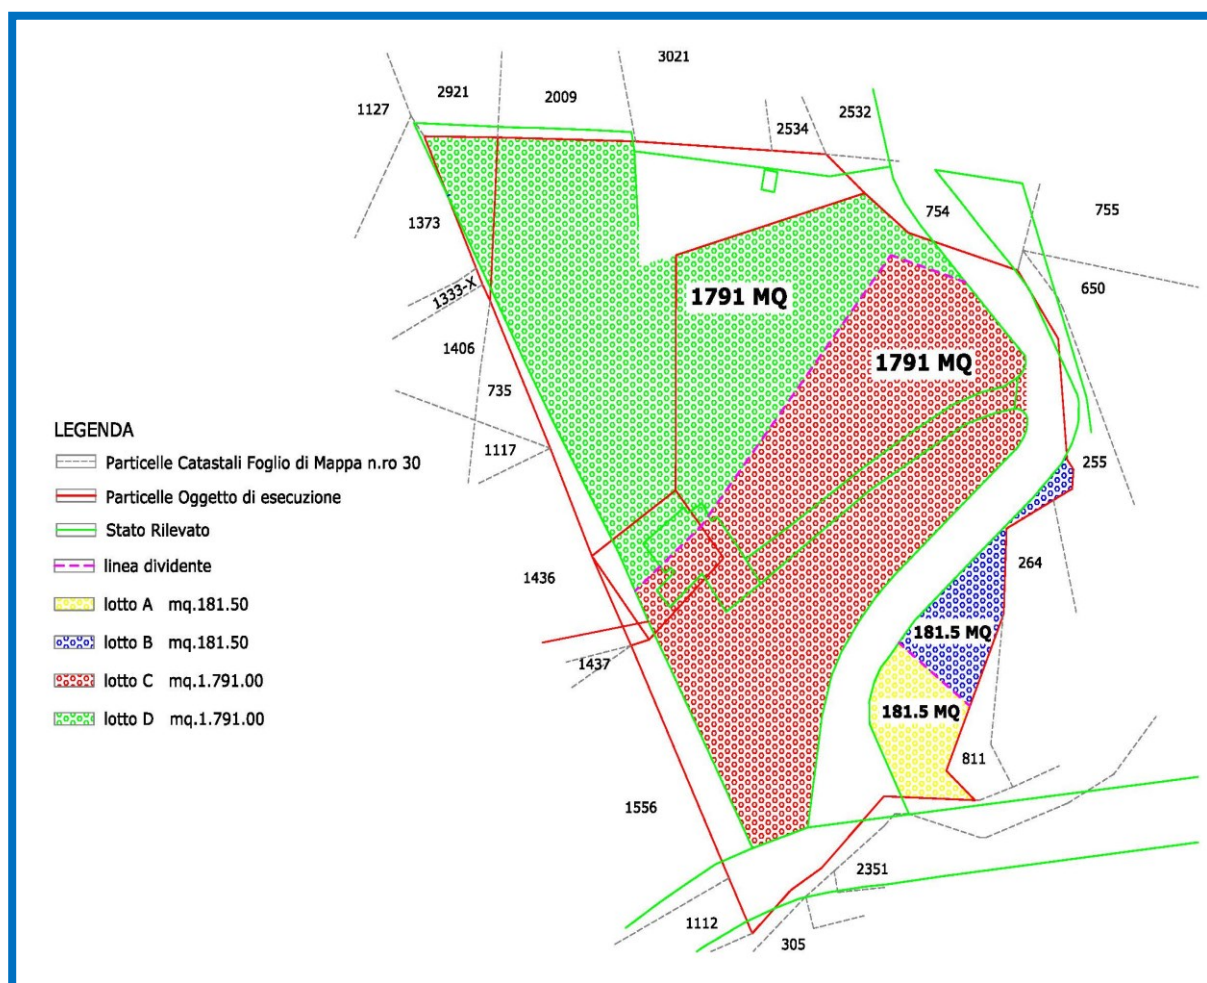 3021
2921
2009
1127
2534
2532
1373
754
755
1333-X
650
1791 MQ
1406
1791 MQ
735
LEGENDA
1117
Particelle Catastali Foglio di Mappa n.ro 30
255
Particelle Oggetto di esecuzione
Stato Rilevato
linea dividente
1436
264
lotto A mq.181.50
lotto B mq.181.50
181.5 MQ
1437
lotto C mq.1.791.00
181.5 MQ
lotto D mq.1.791.00
811
1556
2351
1112
305